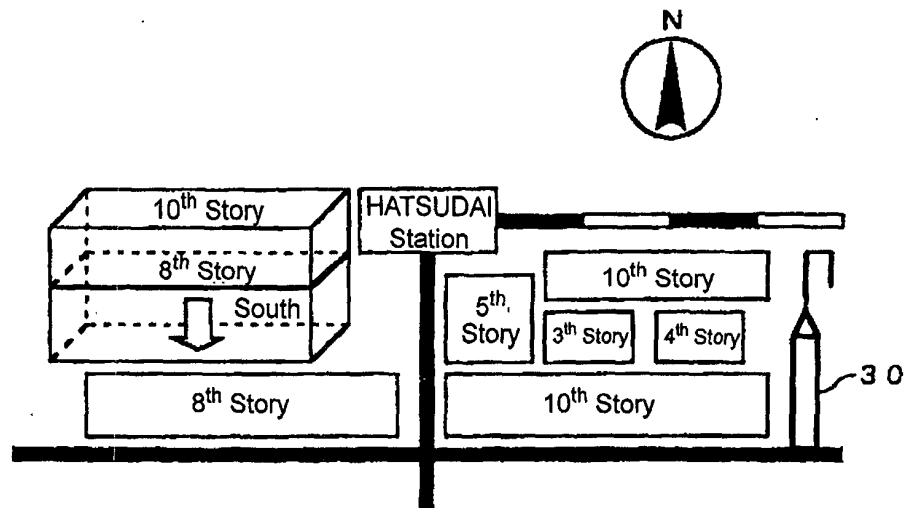 N
10th Story
HATSUDAI
Station
8th Story
South
10th Story
5th
Story
3th Story
4th Story
8th Story
10th Story
30